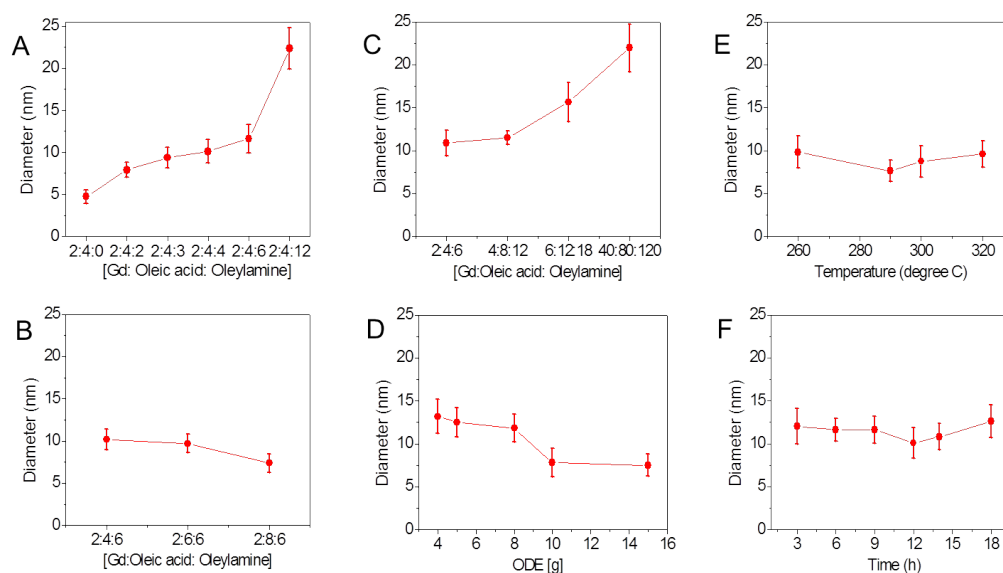 A
Diameter (nm)
25
20
15
10
5
0
2:4:0 2:4:2 2:4:3 2:4:4 2:4:6 2:4:12
[Gd: Oleic acid: Oleylamine]
C
Diameter (nm)
25
20
15
10
5
0
2:4:6 4:8:12 6:12:18 40:80:120
[Gd:Oleic acid: Oleylamine]
E
Diameter (nm)
25
20
15
10
5
0
260 280 300 320
Temperature (degree C)
B
Diameter (nm)
25
20
15
10
5
0
2:4:6 2:6:6 2:8:6
[Gd:Oleic acid: Oleylamine]
D
Diameter (nm)
25
20
15
10
5
0
4 6 8 10 12 14 16
ODE [g]
F
Diameter (nm)
25
20
15
10
5
0
3 6 9 12 15 18
Time (h)